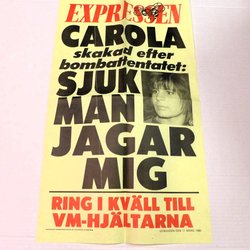 EXPRESSEN
CAROLA
skakad efter
bombattentatet:
SJUK
MAN
JAGAR
MIG
RING I KVÄLL TILL
VM-HJÄLTARNA